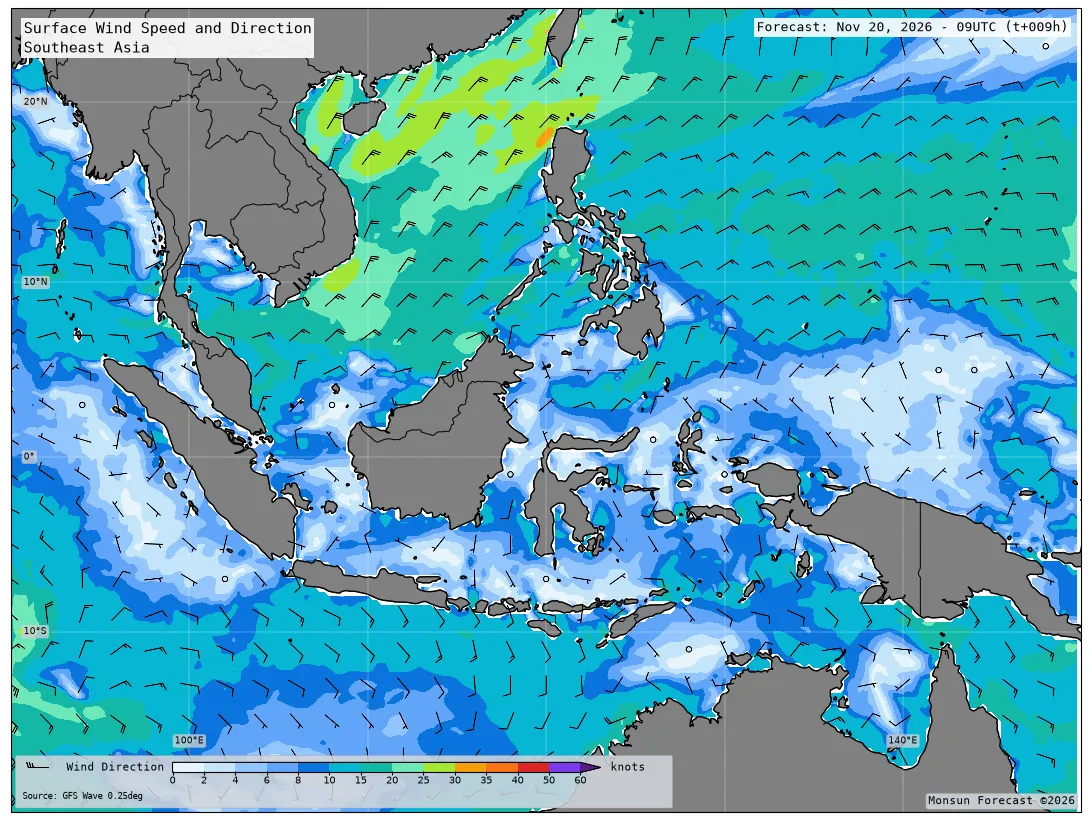 Surface Wind Speed and Direction
Southeast Asia
Forecast: Nov 20, 2026 - 09UTC (t+009h)
20°N
10°N
0°
10°S
100°E
140°E
Wind Direction
0 2 4 6 8 10 15 20 25 30 35 40 50 60
knots
Source: GFS Wave 0.25deg
Monsun Forecast ©2026